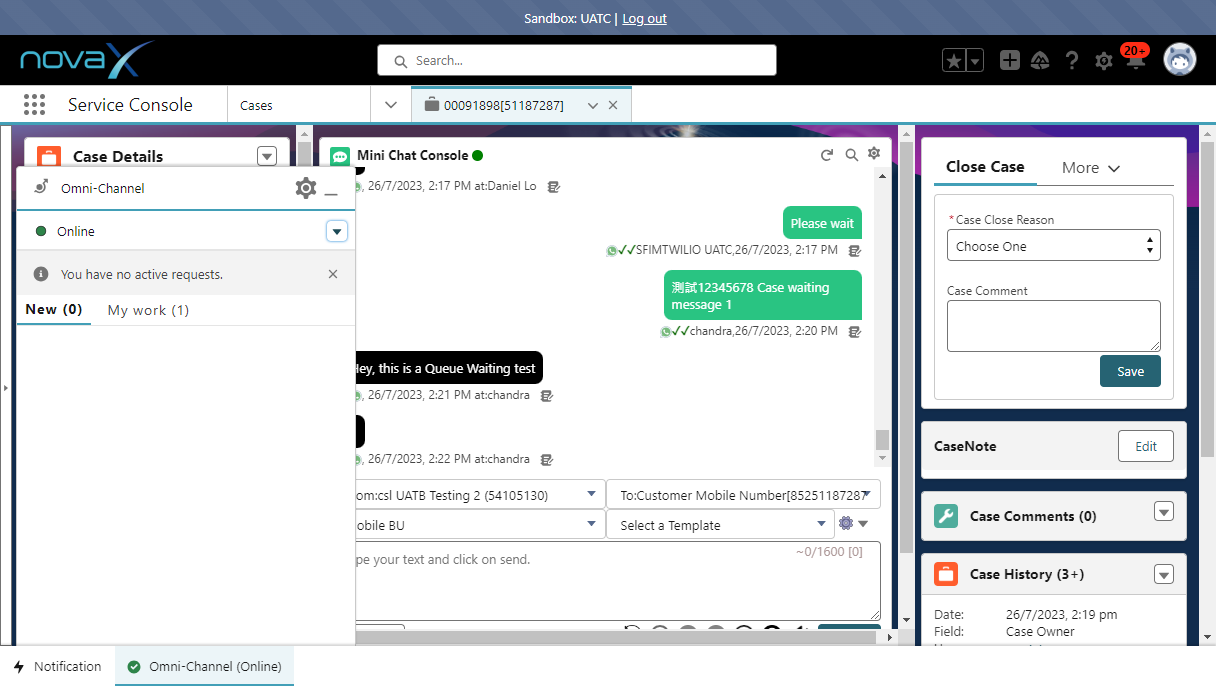 Sandbox: UATC | Log out
novaX
Search...
20+
Service Console
Cases
00091898[51187287]
Case Details
Omni-Channel
Online
You have no active requests.
New (0)
My work (1)
Mini Chat Console
, 26/7/2023, 2:17 PM at:Daniel Lo
Please wait
SFIMTWILIO UATC,26/7/2023, 2:17 PM
測試12345678 Case waiting
message 1
chandra,26/7/2023, 2:20 PM
Hey, this is a Queue Waiting test
, 26/7/2023, 2:21 PM at:chandra
, 26/7/2023, 2:22 PM at:chandra
om:csl UATB Testing 2 (54105130)
To:Customer Mobile Number[85251187287
obile BU
Select a Template
pe your text and click on send.
~0/1600 [0]
Close Case
More
*Case Close Reason
Choose One
Case Comment
Save
CaseNote
Edit
Case Comments (0)
Case History (3+)
Date:
26/7/2023, 2:19 pm
Field:
Case Owner
Notification
Omni-Channel (Online)